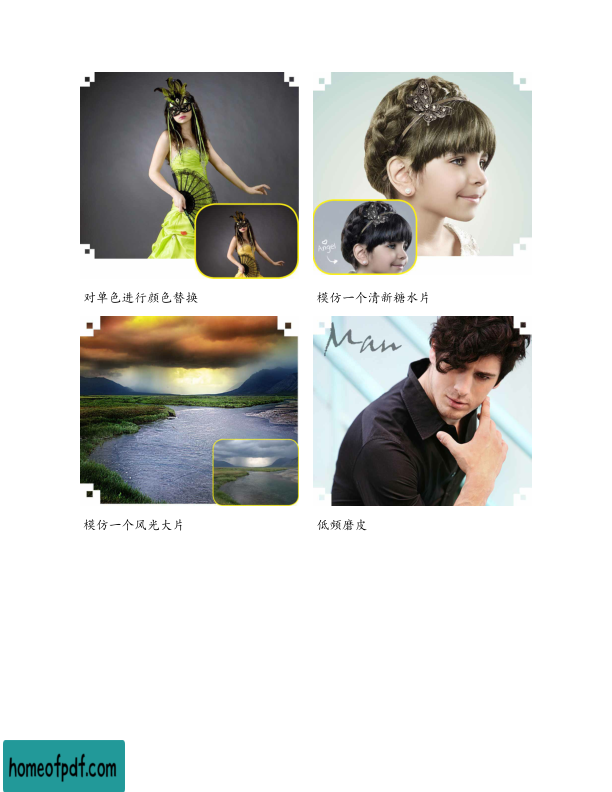 Angel
对单色进行颜色替换
模仿一个清新糖水片
Man
模仿一个风光大片
低频磨皮
homeofpdf.com